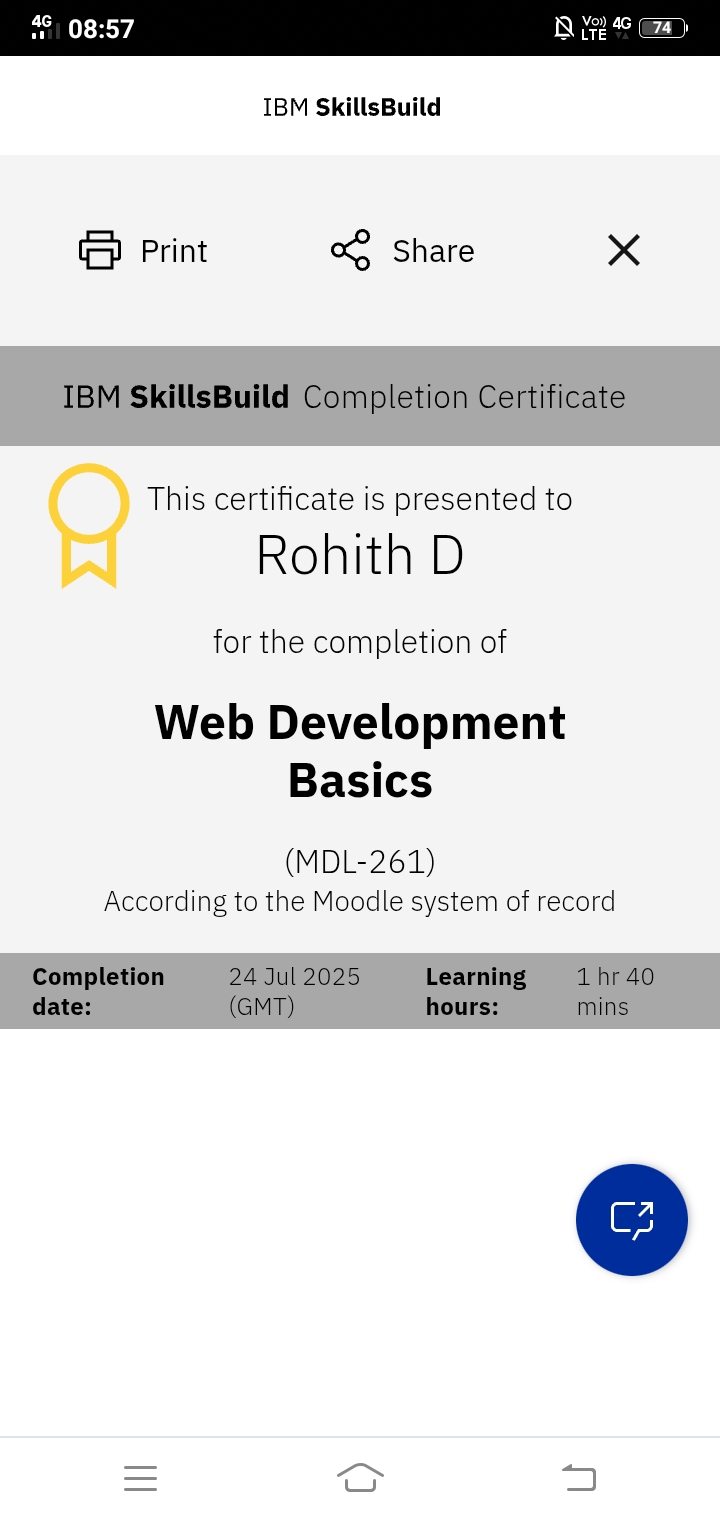 4G 08:57 Vo)) LTE 4G 74
IBM SkillsBuild
Print Share
IBM SkillsBuild Completion Certificate
This certificate is presented to
Rohith D
for the completion of
Web Development
Basics
(MDL-261)
According to the Moodle system of record
Completion date: 24 Jul 2025 (GMT) Learning hours: 1 hr 40 mins